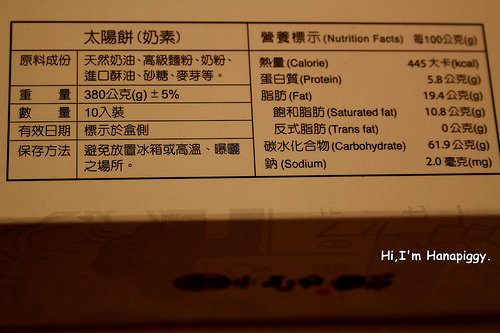 太陽餅(奶素)
原料成份 天然奶油、高級麵粉、奶粉、
進口酥油、砂糖、麥芽等。
重量 380公克(g)±5%
數量 10入裝
有效日期 標示於盒側
保存方法 避免放置冰箱或高溫、曝曬
之場所。
營養標示(Nutrition Facts) 每100公克(g)
熱量(Calorie) 445大卡(kcal)
蛋白質(Protein) 5.8公克(g)
脂肪(Fat) 19.4公克(g)
飽和脂肪(Saturated fat) 10.8公克(g)
反式脂肪(Trans fat) 0公克(g)
碳水化合物(Carbohydrate) 61.9公克(g)
鈉(Sodium) 2.0毫克(mg)
Hi,I'm Hanapiggy.